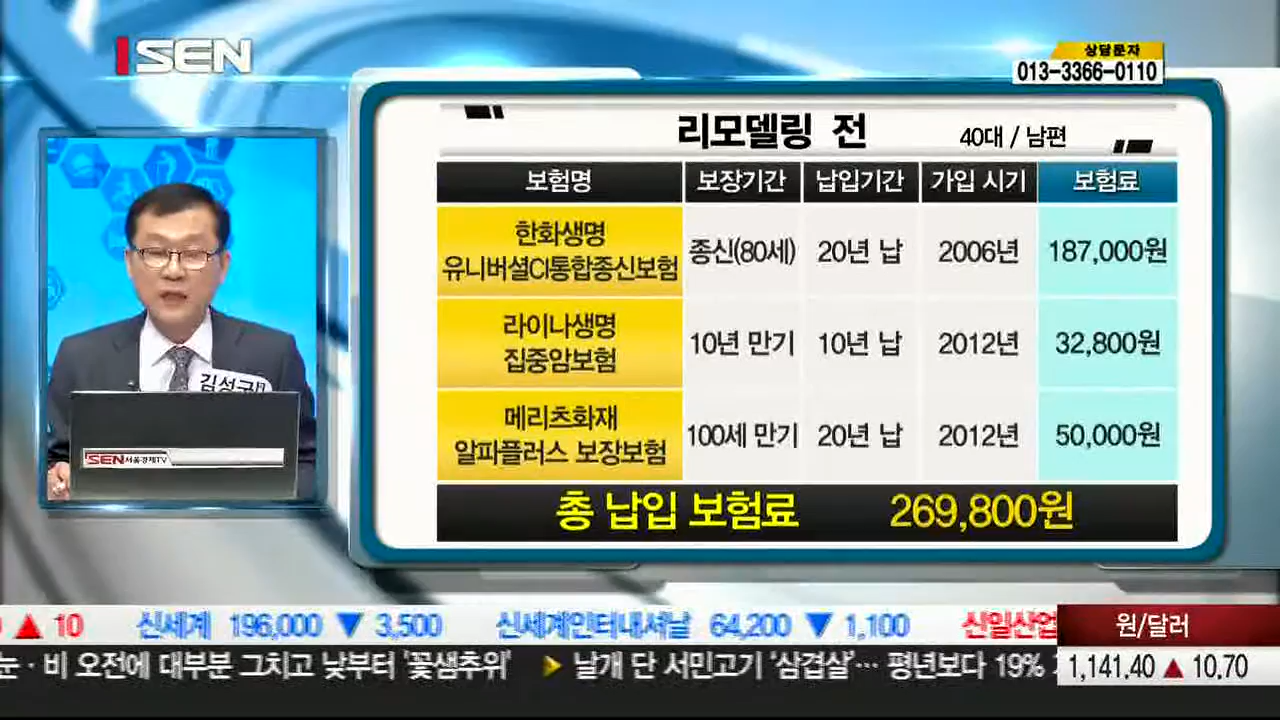 SEN
상담문자
013-3366-0110
리모델링 전
40대 / 남편
보험명 보장기간 납입기간 가입 시기 보험료
한화생명
유니버셜CI통합종신보험 종신(80세) 20년 납 2006년 187,000원
라이나생명
집중암보험 10년 만기 10년 납 2012년 32,800원
메리츠화재
알파플러스 보장보험 100세 만기 20년 납 2012년 50,000원
총 납입 보험료 269,800원
SEN 서울경제TV
▲ 10 신세계 196,000 ▼ 3,500 신세계인터내셔날 64,200 ▼ 1,100 신일산업
원/달러
눈·비 오전에 대부분 그치고 낮부터 '꽃샘추위' ▶ 날개 단 서민고기 '삼겹살'… 평년보다 19%
1,141.40 ▲ 10.70